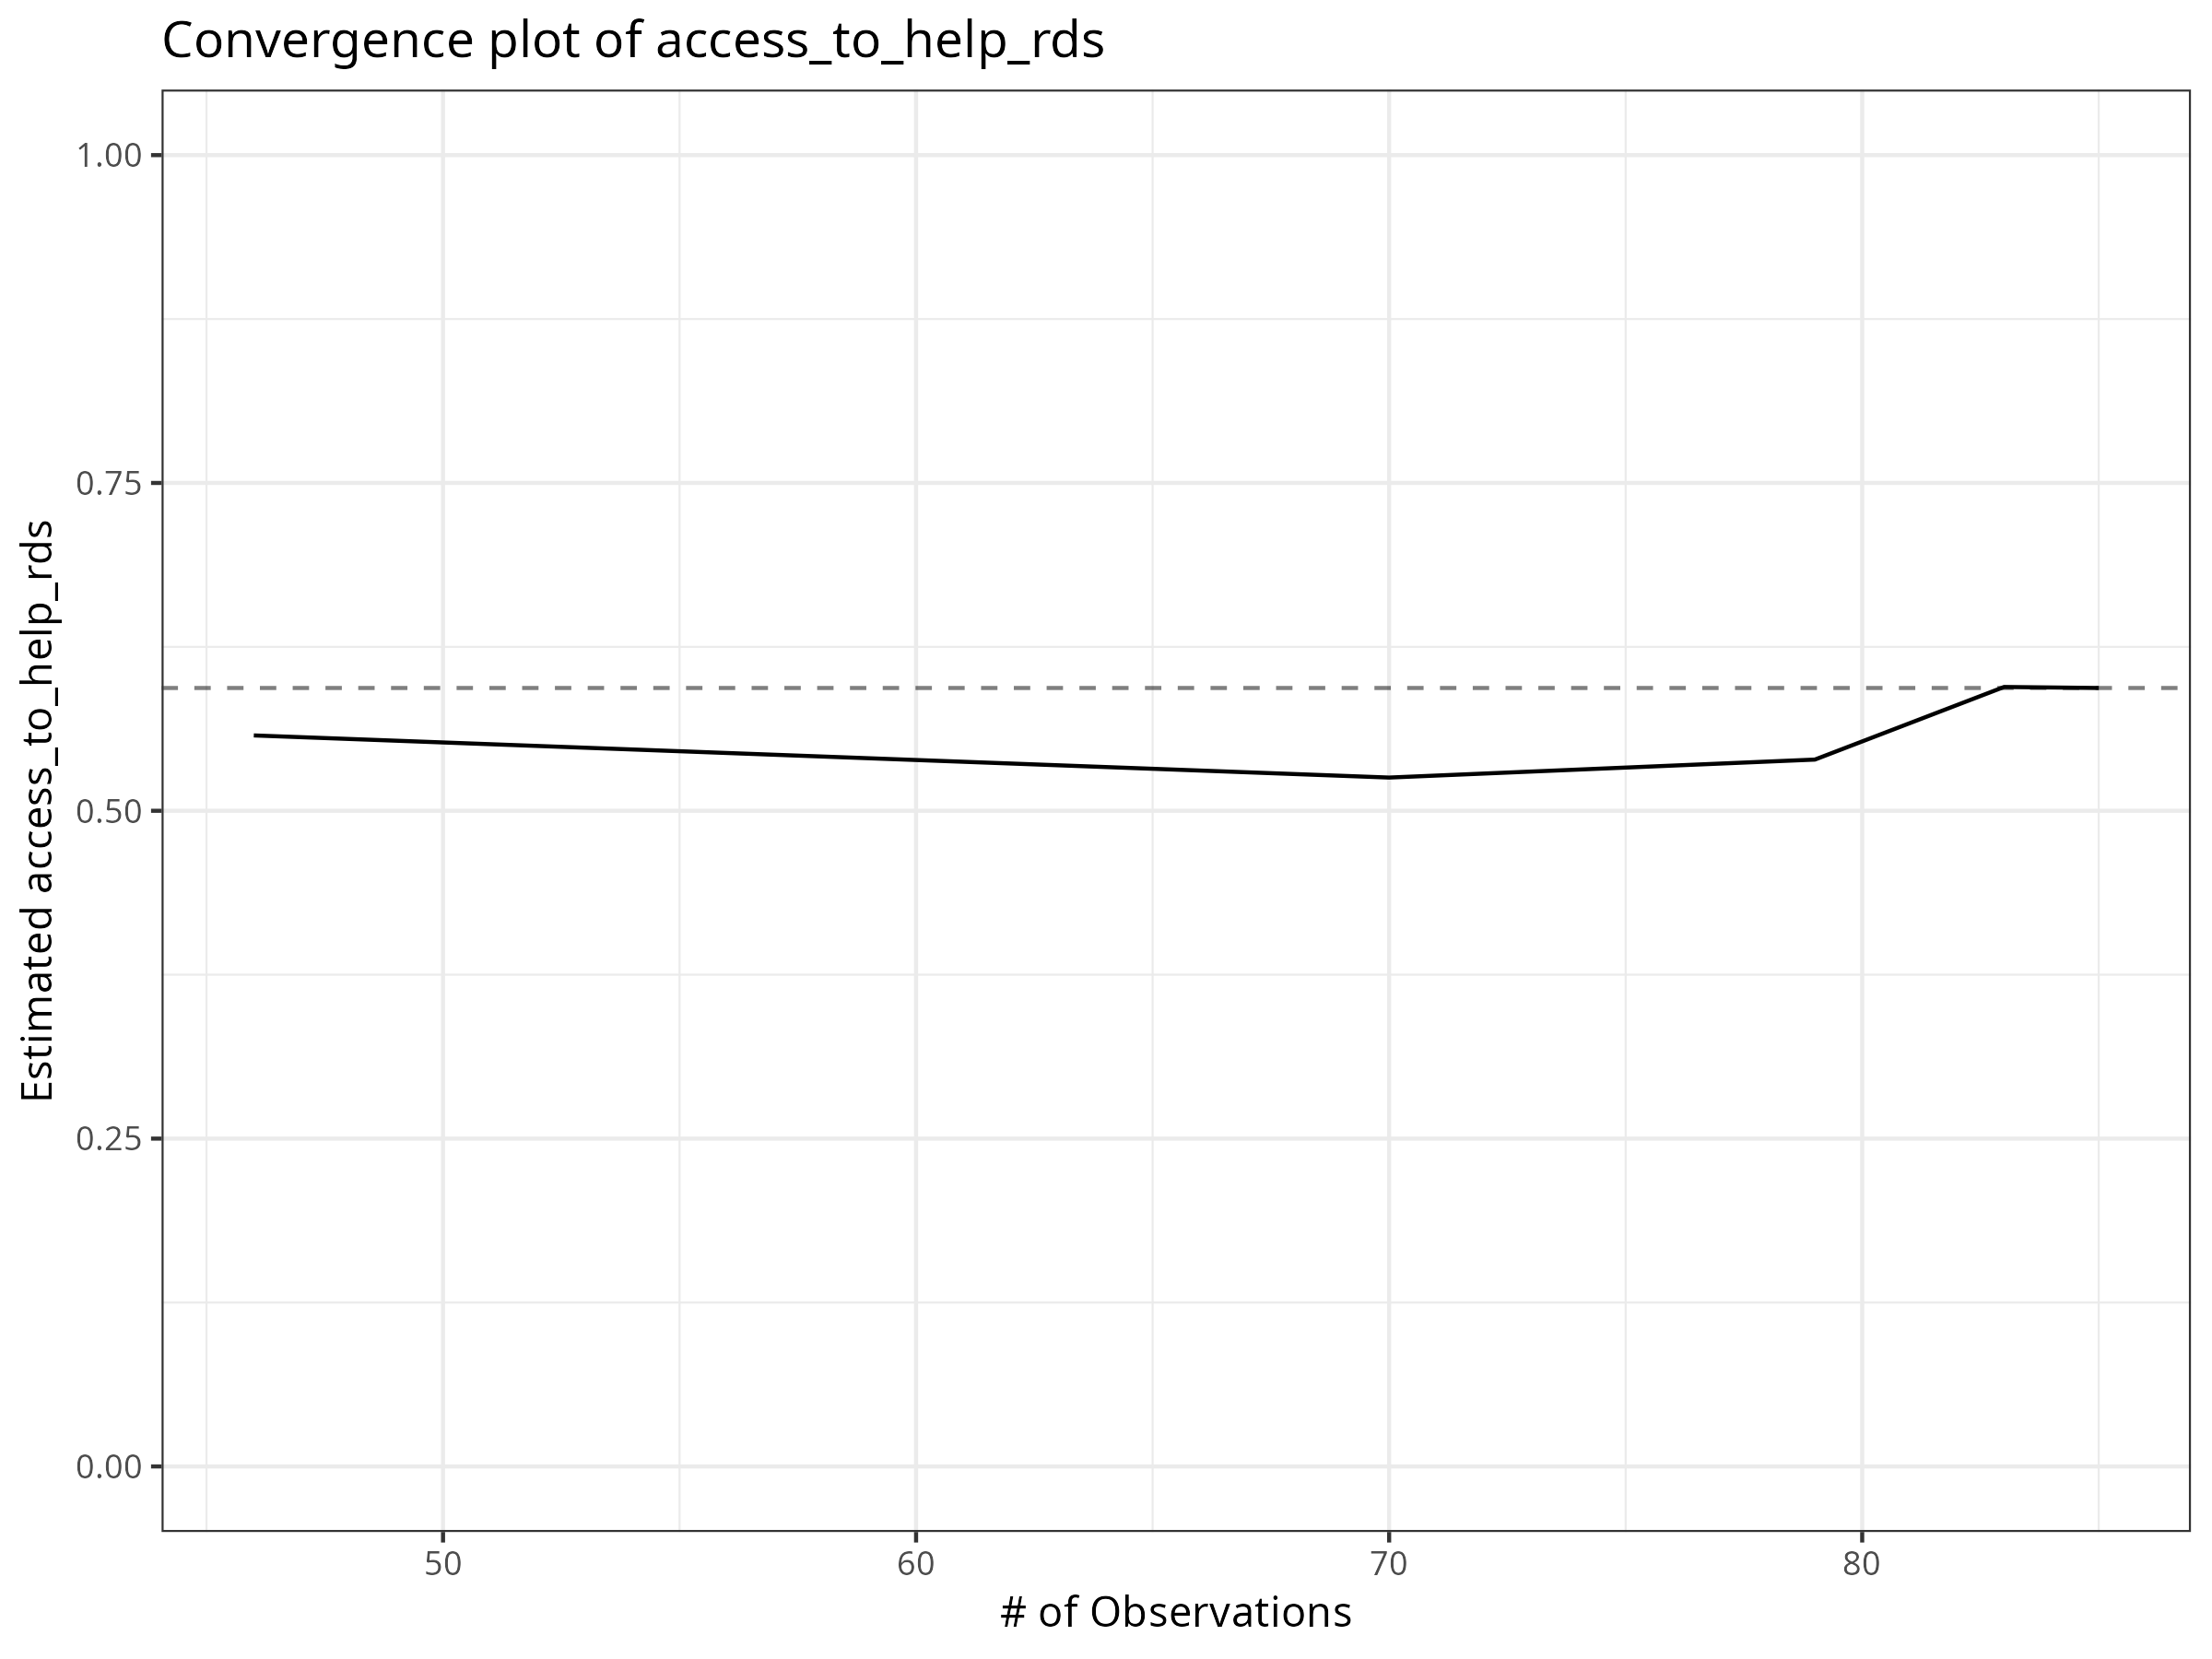 Convergence plot of access_to_help_rds
Estimated access_to_help_rds
1.00
0.75
0.50
0.25
0.00
50 60 70 80
# of Observations